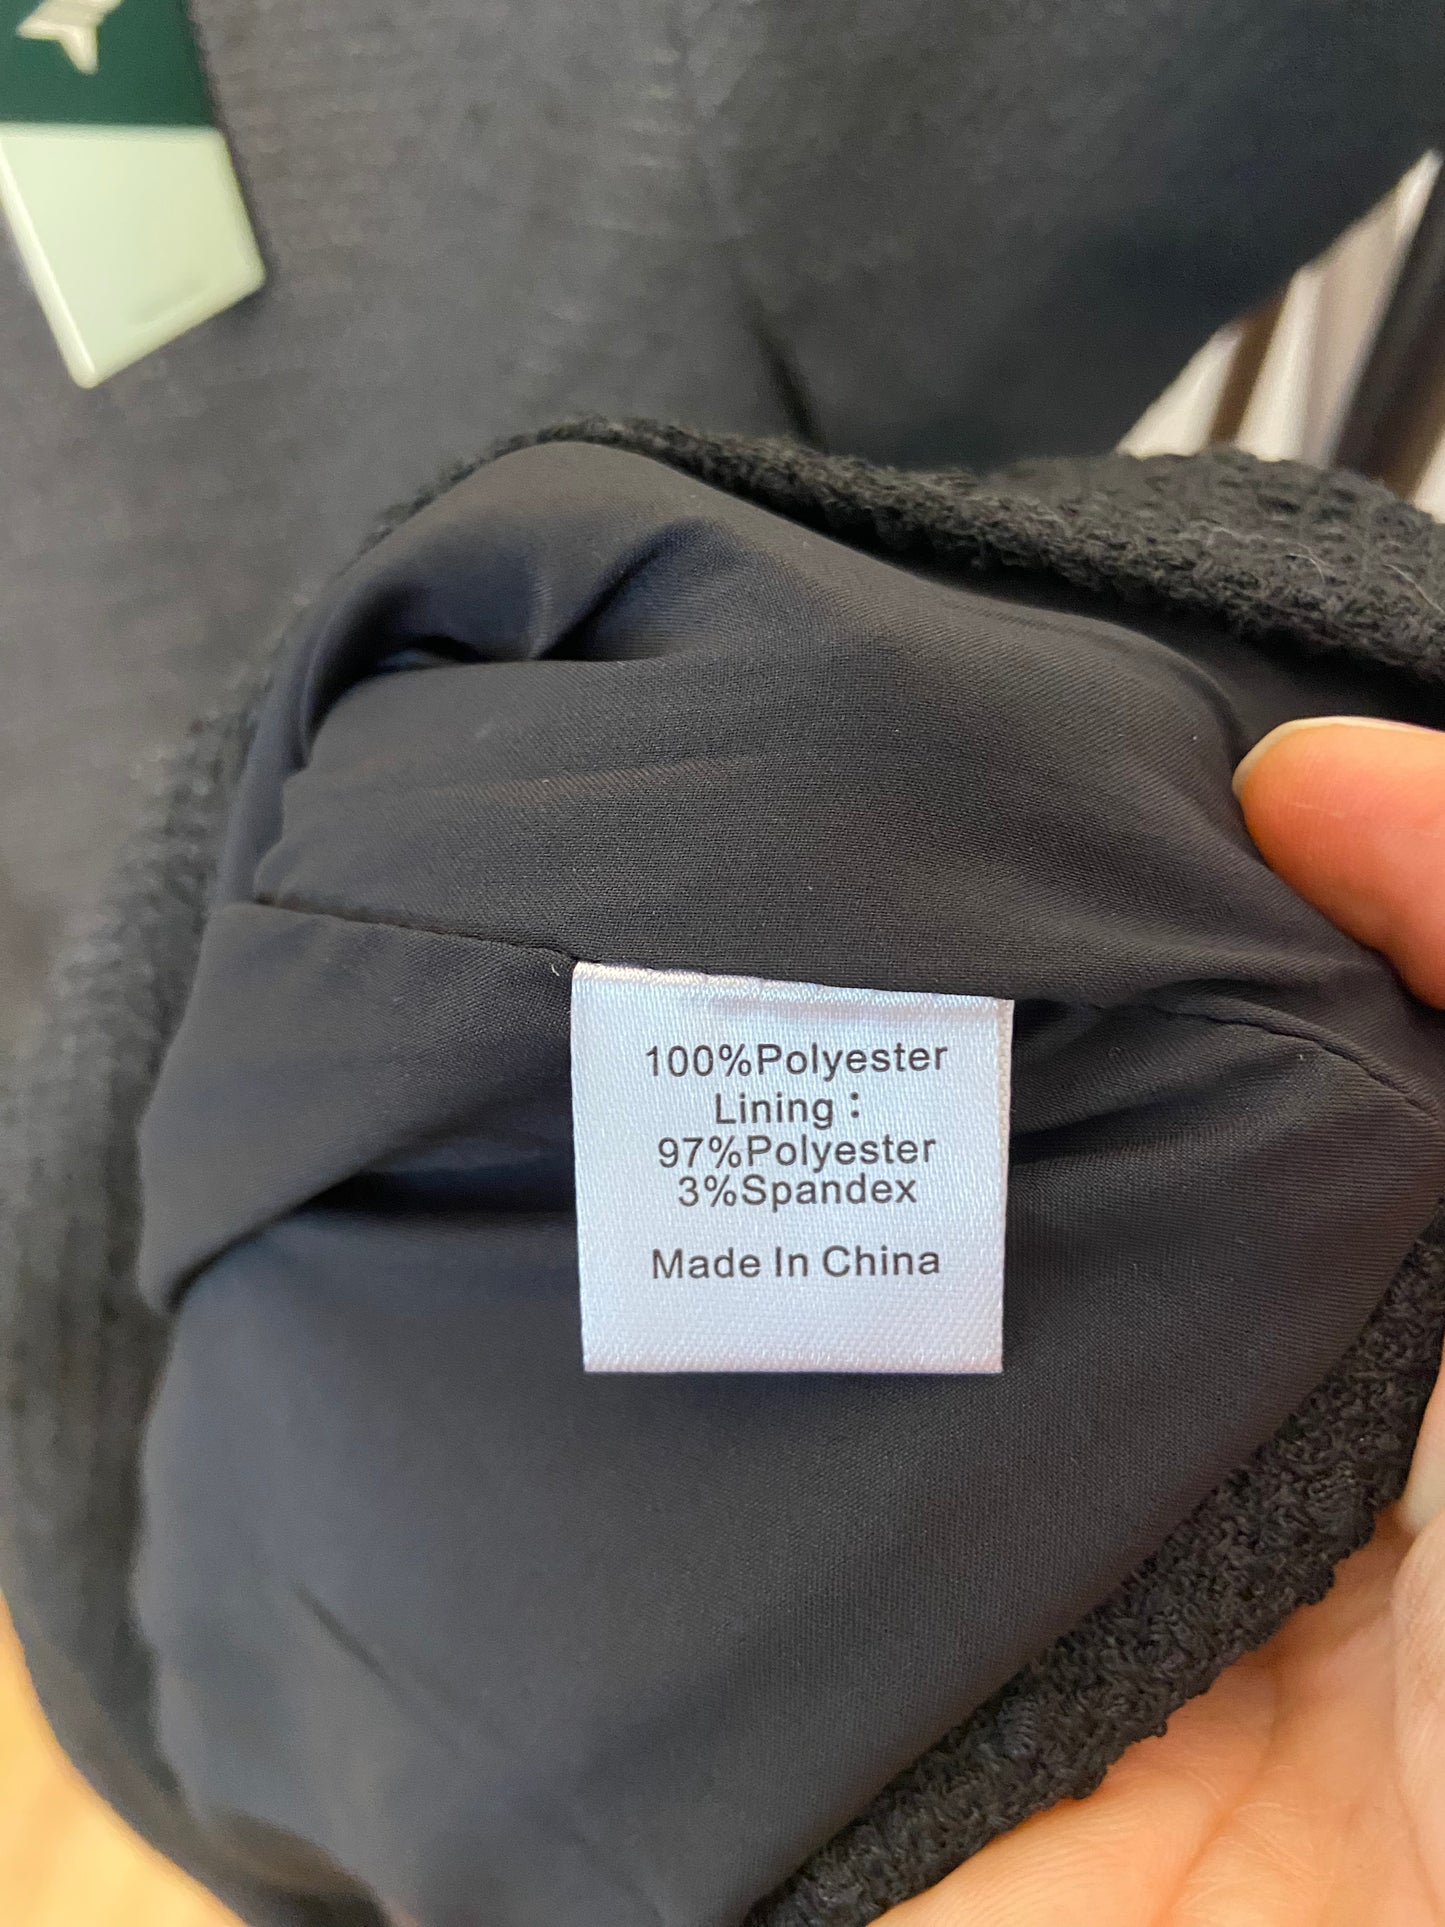 100%Polyester
Lining：
97%Polyester
3%Spandex
Made In China